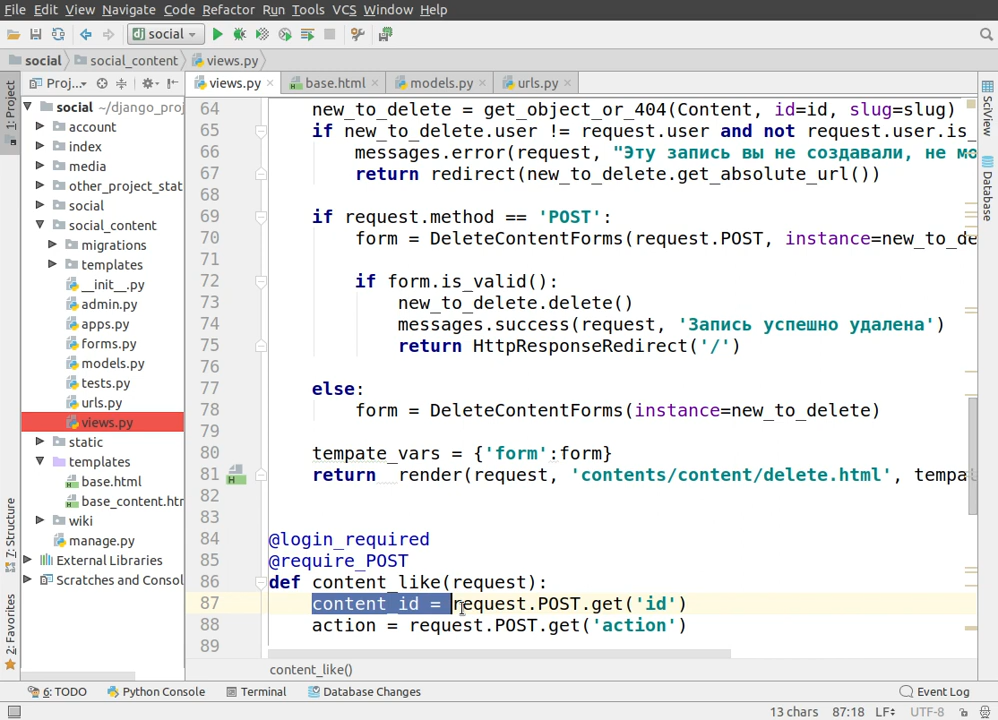 File Edit View Navigate Code Refactor Run Tools VCS Window Help
dj social
social social_content views.py
1: Project
Proj...
views.py base.html models.py urls.py
social ~/django_proj
account
index
media
other_project_stat
social
social_content
migrations
templates
__init__.py
admin.py
apps.py
forms.py
models.py
tests.py
urls.py
views.py
static
templates
base.html
base_content.htr
wiki
manage.py
External Libraries
Scratches and Consol
7: Structure
2: Favorites
64 new_to_delete = get_object_or_404(Content, id=id, slug=slug)
65 if new_to_delete.user != request.user and not request.user.is_
66 messages.error(request, "Эту запись вы не создавали, не мо
67 return redirect(new_to_delete.get_absolute_url())
68
69 if request.method == 'POST':
70 form = DeleteContentForms(request.POST, instance=new_to_de
71
72 if form.is_valid():
73 new_to_delete.delete()
74 messages.success(request, 'Запись успешно удалена')
75 return HttpResponseRedirect('/')
76
77 else:
78 form = DeleteContentForms(instance=new_to_delete)
79
80 tempate_vars = {'form':form}
81 return render(request, 'contents/content/delete.html', tempa
82
83
84 @login_required
85 @require_POST
86 def content_like(request):
87 content_id = request.POST.get('id')
88 action = request.POST.get('action')
89
content_like()
SciView
Database
6: TODO Python Console Terminal Database Changes Event Log
13 chars 87:18 LF UTF-8